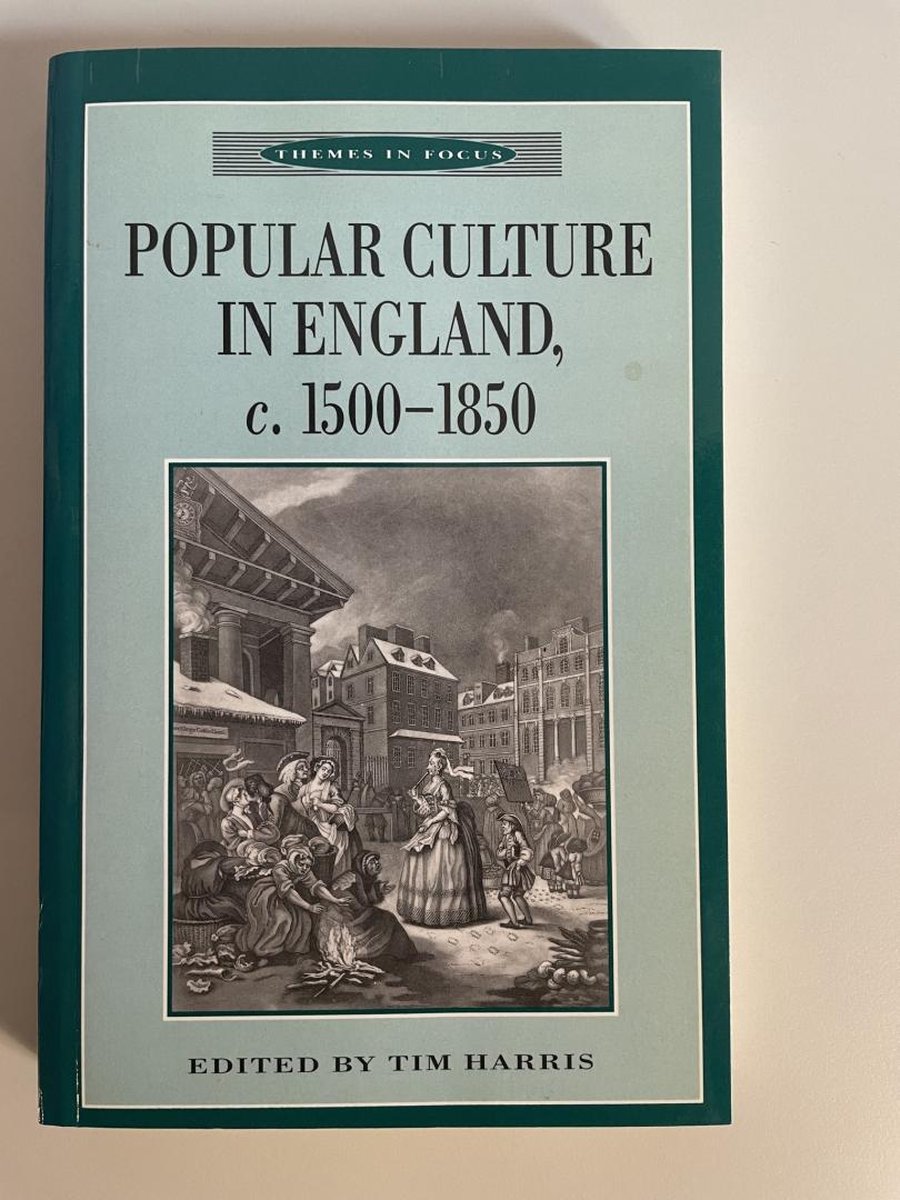 THEMES IN FOCUS
POPULAR CULTURE
IN ENGLAND,
c. 1500–1850
EDITED BY TIM HARRIS